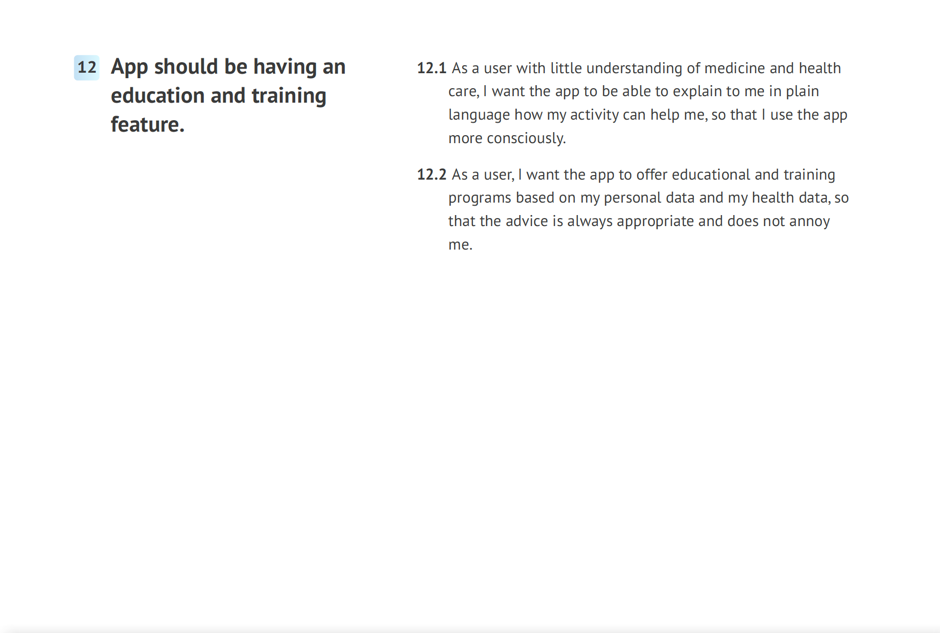 12 App should be having an
education and training
feature.
12.1 As a user with little understanding of medicine and health
care, I want the app to be able to explain to me in plain
language how my activity can help me, so that I use the app
more consciously.
12.2 As a user, I want the app to offer educational and training
programs based on my personal data and my health data, so
that the advice is always appropriate and does not annoy
me.